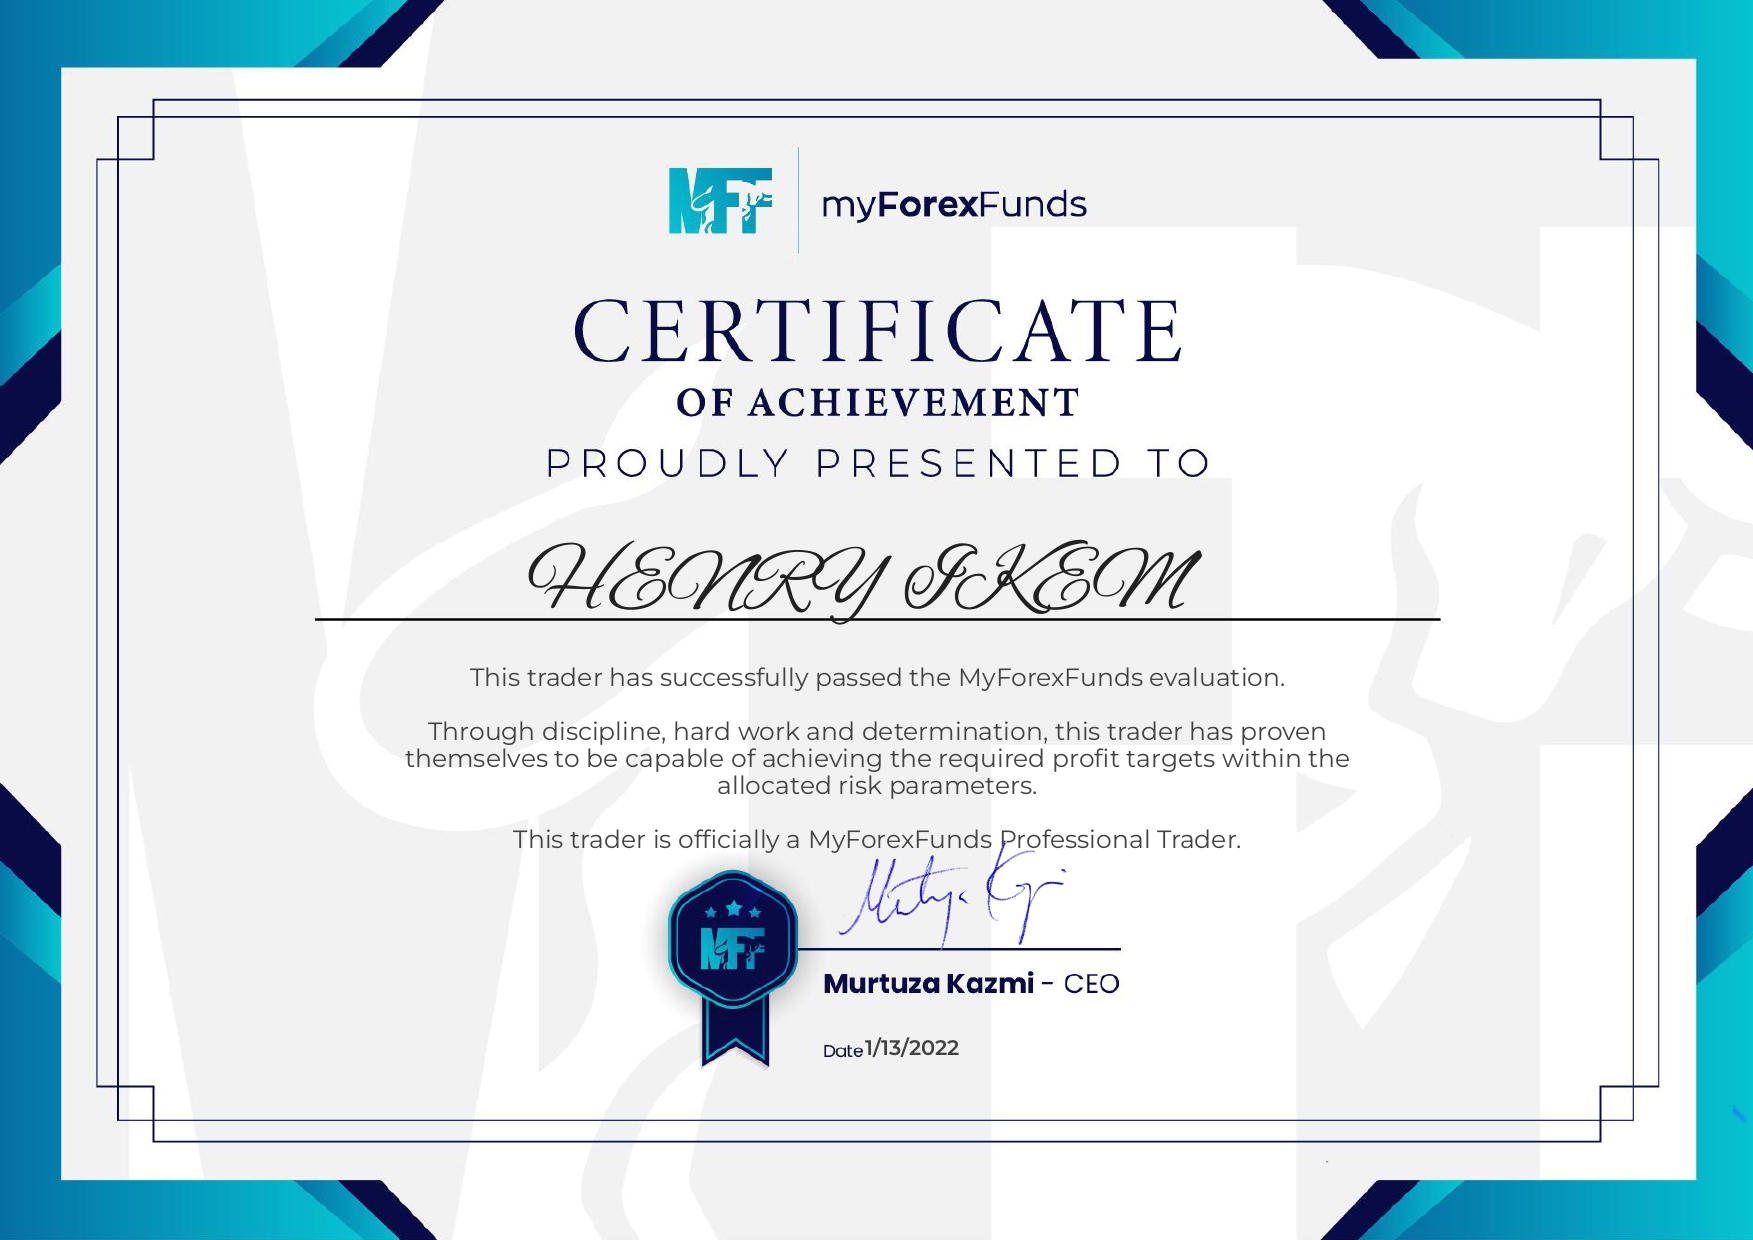 MFF
myForexFunds
CERTIFICATE
OF ACHIEVEMENT
PROUDLY PRESENTED TO
HENRY IKEM
This trader has successfully passed the MyForexFunds evaluation.
Through discipline, hard work and determination, this trader has proven
themselves to be capable of achieving the required profit targets within the
allocated risk parameters.
This trader is officially a MyForexFunds Professional Trader.
MFF
Murtuza Kazmi - CEO
Date 1/13/2022